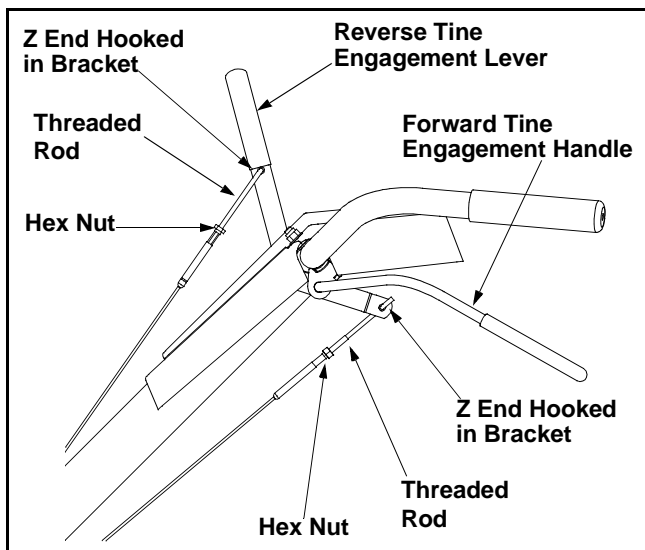 Z End Hooked
in Bracket
Reverse Tine
Engagement Lever
Threaded
Rod
Forward Tine
Engagement Handle
Hex Nut
Z End Hooked
in Bracket
Threaded
Rod
Hex Nut